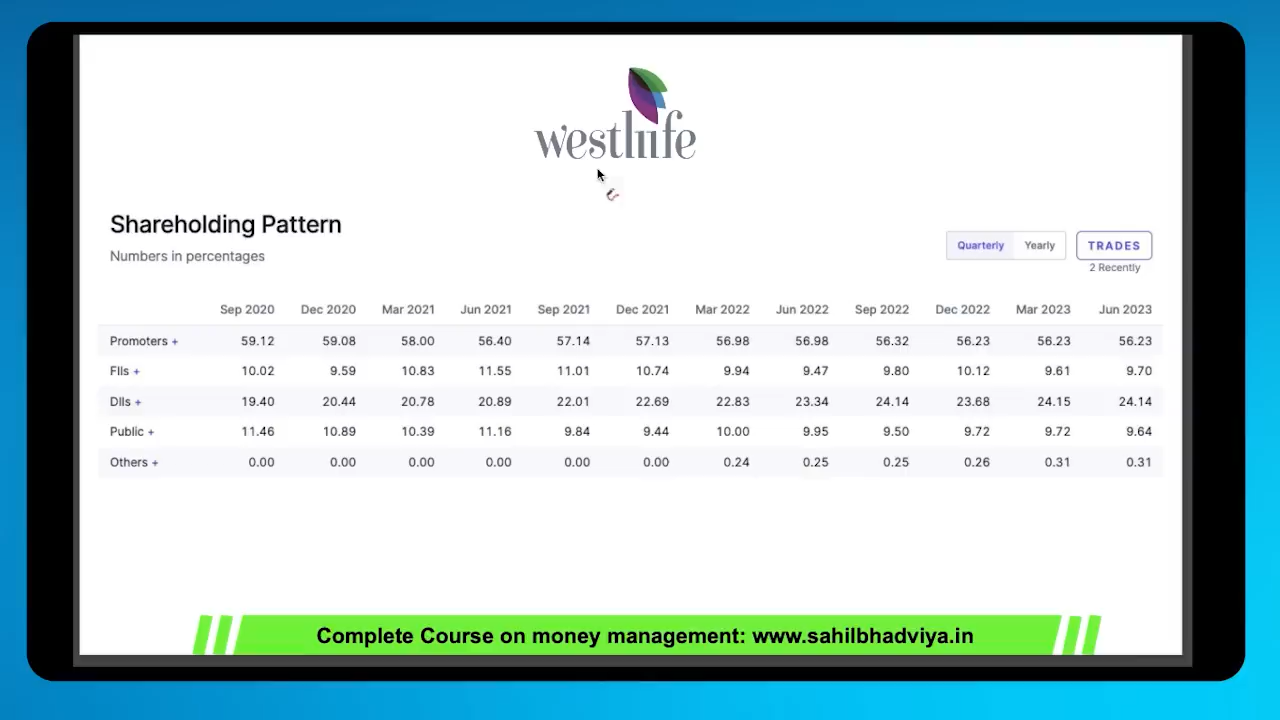 westlife
Shareholding Pattern
Numbers in percentages
Quarterly Yearly TRADES
2 Recently
Sep 2020 Dec 2020 Mar 2021 Jun 2021 Sep 2021 Dec 2021 Mar 2022 Jun 2022 Sep 2022 Dec 2022 Mar 2023 Jun 2023
Promoters + 59.12 59.08 58.00 56.40 57.14 57.13 56.98 56.98 56.32 56.23 56.23 56.23
FIIs + 10.02 9.59 10.83 11.55 11.01 10.74 9.94 9.47 9.80 10.12 9.61 9.70
DIIs + 19.40 20.44 20.78 20.89 22.01 22.69 22.83 23.34 24.14 23.68 24.15 24.14
Public + 11.46 10.89 10.39 11.16 9.84 9.44 10.00 9.95 9.50 9.72 9.72 9.64
Others + 0.00 0.00 0.00 0.00 0.00 0.00 0.24 0.25 0.25 0.26 0.31 0.31
Complete Course on money management: www.sahilbhadviya.in